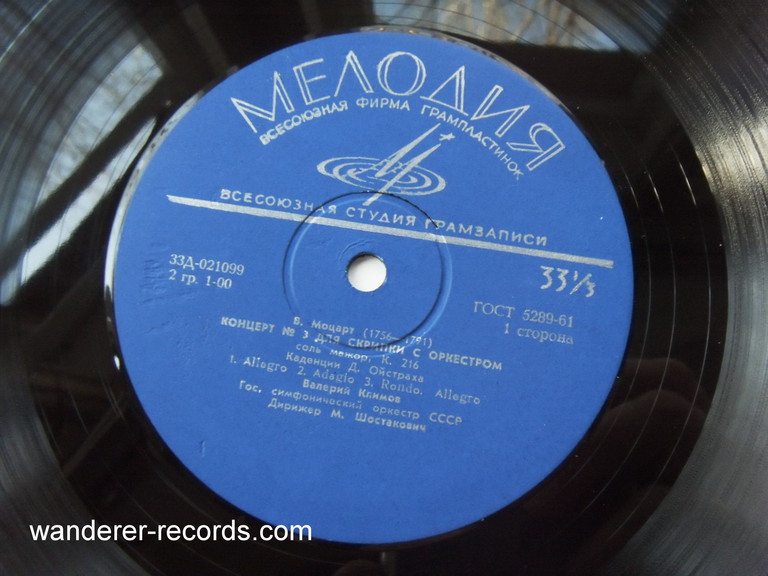 МЕЛОДИЯ
ВСЕСОЮЗНАЯ ФИРМА ГРАМПЛАСТИНОК
ВСЕСОЮЗНАЯ СТУДИЯ ГРАМЗАПИСИ
33⅓
33Д-021099
2 гр. 1-00
ГОСТ 5289-61
1 сторона
В. Моцарт (1756—1791)
КОНЦЕРТ № 3 ДЛЯ СКРИПКИ С ОРКЕСТРОМ
соль мажор, К. 216
Каденции Д. Ойстраха
1. Allegro 2. Adagio 3. Rondo. Allegro
Валерий Климов
Гос. симфонический оркестр СССР
Дирижер М. Шостакович
wanderer-records.com